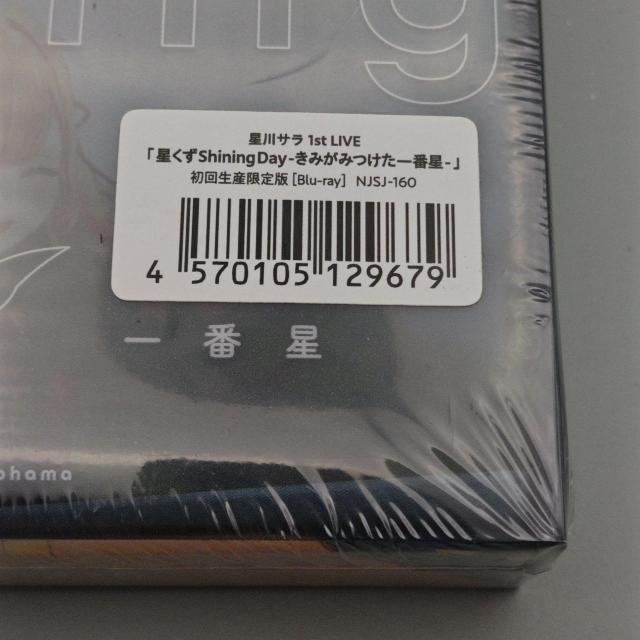 ing
星川サラ 1st LIVE
「星くずShining Day -きみがみつけた一番星-」
初回生産限定版 [Blu-ray] NJSJ-160
4 570105 129679
一番星
ohama